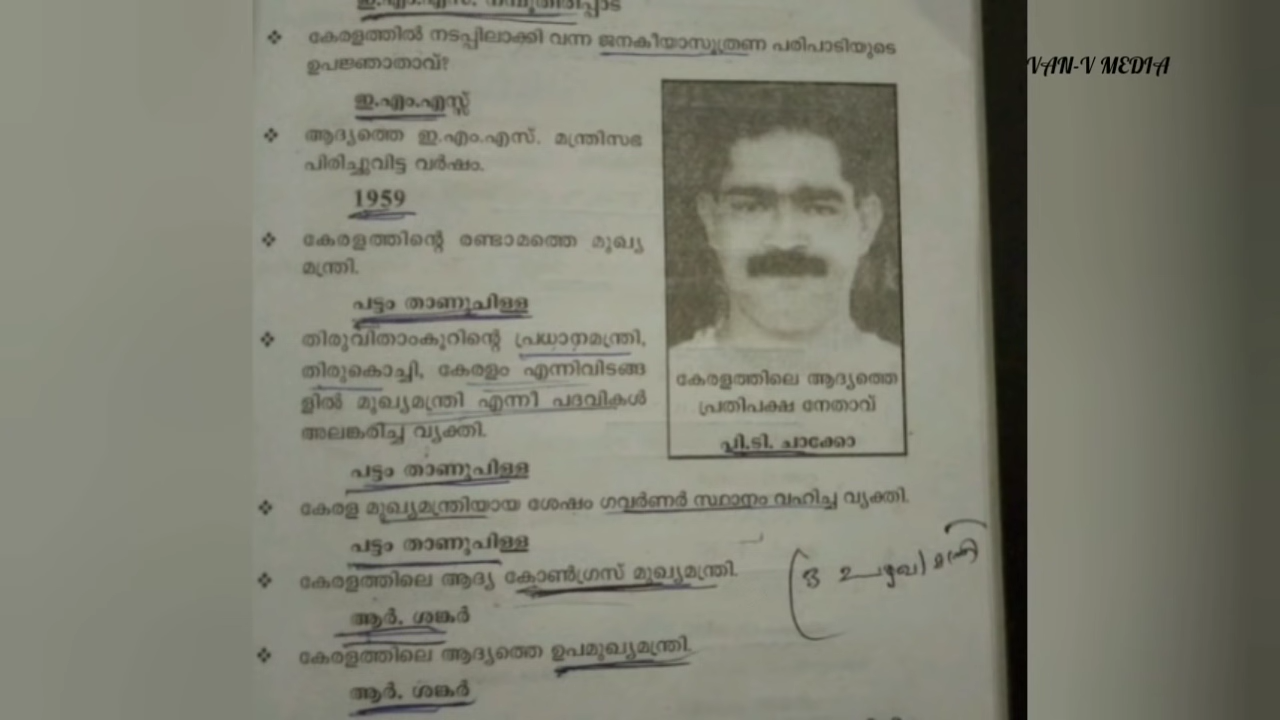 ഇ.എം.എസ്. നമ്പൂതിരിപ്പാട്
❖ കേരളത്തിൽ നടപ്പിലാക്കി വന്ന ജനകീയാസൂത്രണ പരിപാടിയുടെ
ഉപജ്ഞാതാവ്?
ഇ.എം.എസ്സ്
❖ ആദ്യത്തെ ഇ.എം.എസ്. മന്ത്രിസഭ
പിരിച്ചുവിട്ട വർഷം.
1959
❖ കേരളത്തിന്റെ രണ്ടാമത്തെ മുഖ്യ
മന്ത്രി.
പട്ടം താണുപിള്ള
❖ തിരുവിതാംകൂറിന്റെ പ്രധാനമന്ത്രി,
തിരുകൊച്ചി, കേരളം എന്നിവിടങ്ങ
ളിൽ മുഖ്യമന്ത്രി എന്നീ പദവികൾ
അലങ്കരിച്ച വ്യക്തി.
പട്ടം താണുപിള്ള
കേരളത്തിലെ ആദ്യത്തെ
പ്രതിപക്ഷ നേതാവ്
പി.ടി. ചാക്കോ
❖ കേരള മുഖ്യമന്ത്രിയായ ശേഷം ഗവർണർ സ്ഥാനം വഹിച്ച വ്യക്തി.
പട്ടം താണുപിള്ള
❖ കേരളത്തിലെ ആദ്യ കോൺഗ്രസ് മുഖ്യമന്ത്രി.
ആർ. ശങ്കർ
❖ കേരളത്തിലെ ആദ്യത്തെ ഉപമുഖ്യമന്ത്രി.
ആർ. ശങ്കർ
VAN-V MEDIA